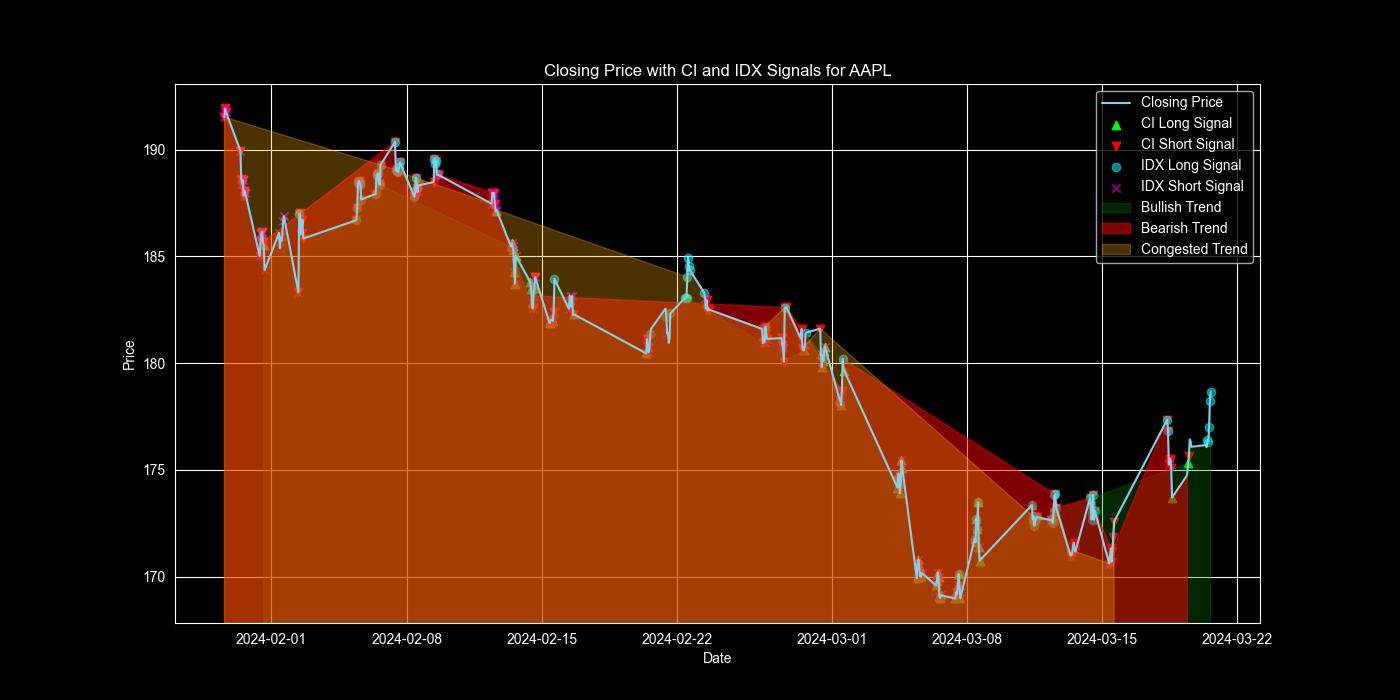 Closing Price with CI and IDX Signals for AAPL
Closing Price
CI Long Signal
CI Short Signal
IDX Long Signal
IDX Short Signal
Bullish Trend
Bearish Trend
Congested Trend
Price
190
185
180
175
170
2024-02-01
2024-02-08
2024-02-15
2024-02-22
2024-03-01
2024-03-08
2024-03-15
2024-03-22
Date